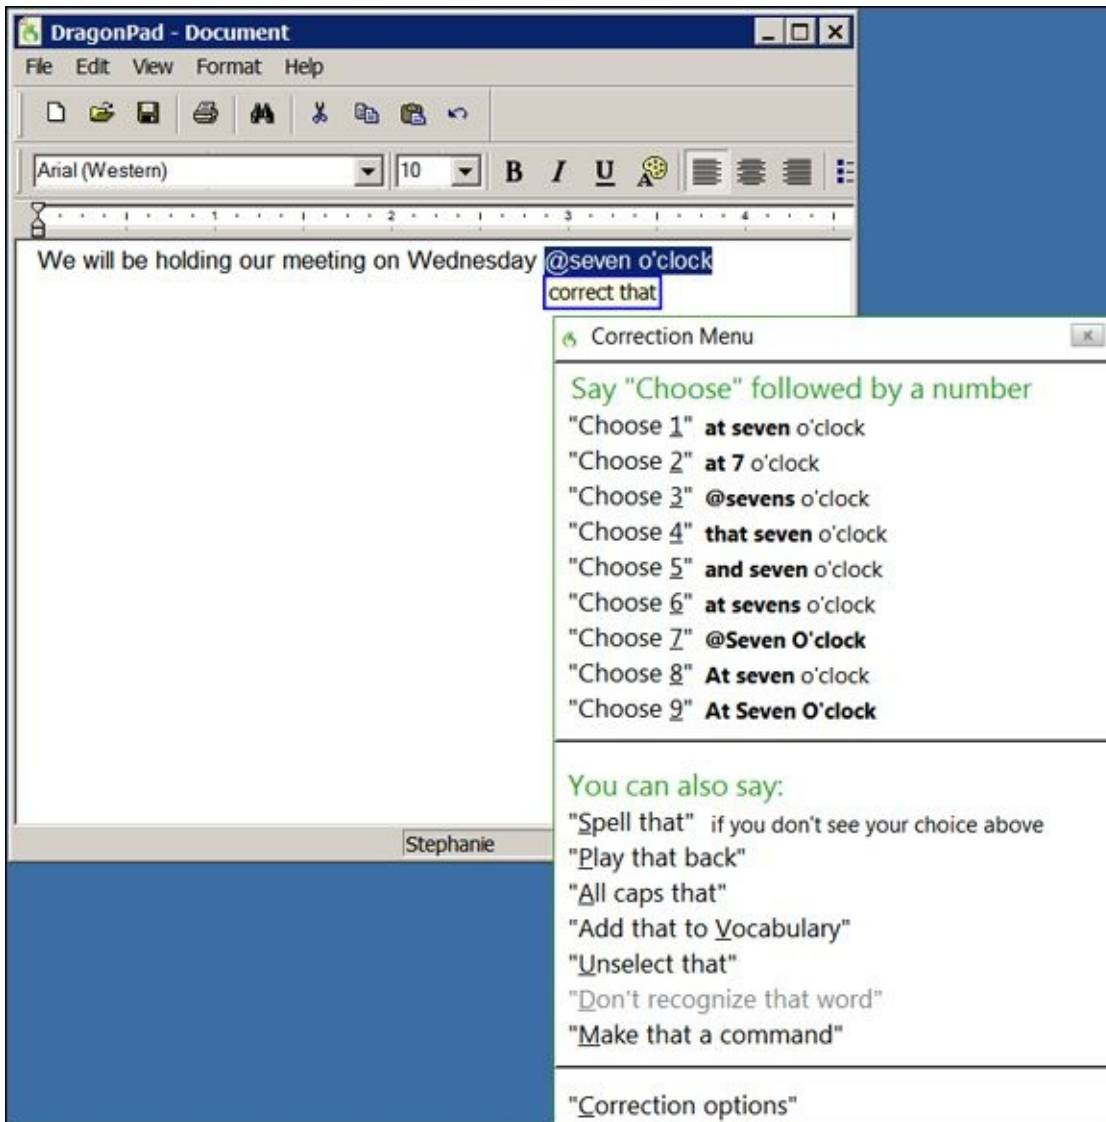 DragonPad - Document
File Edit View Format Help
Arial (Western) 10 B I U A
1 2 3 4
We will be holding our meeting on Wednesday @seven o'clock
correct that
Correction Menu
Say "Choose" followed by a number
"Choose 1" at seven o'clock
"Choose 2" at 7 o'clock
"Choose 3" @sevens o'clock
"Choose 4" that seven o'clock
"Choose 5" and seven o'clock
"Choose 6" at sevens o'clock
"Choose 7" @Seven O'clock
"Choose 8" At seven o'clock
"Choose 9" At Seven O'clock
You can also say:
"Spell that" if you don't see your choice above
"Play that back"
"All caps that"
"Add that to Vocabulary"
"Unselect that"
"Don't recognize that word"
"Make that a command"
"Correction options"
Stephanie